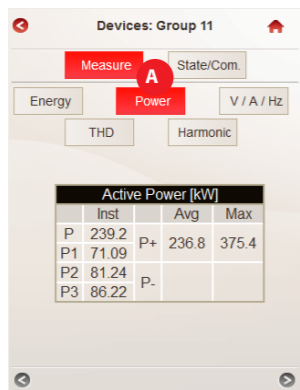 Devices: Group 11
Measure State/Com.
A
Energy Power V / A / Hz
THD Harmonic
Active Power [kW]
Inst Avg Max
P 239.2 P+ 236.8 375.4
P1 71.09
P2 81.24 P-
P3 86.22